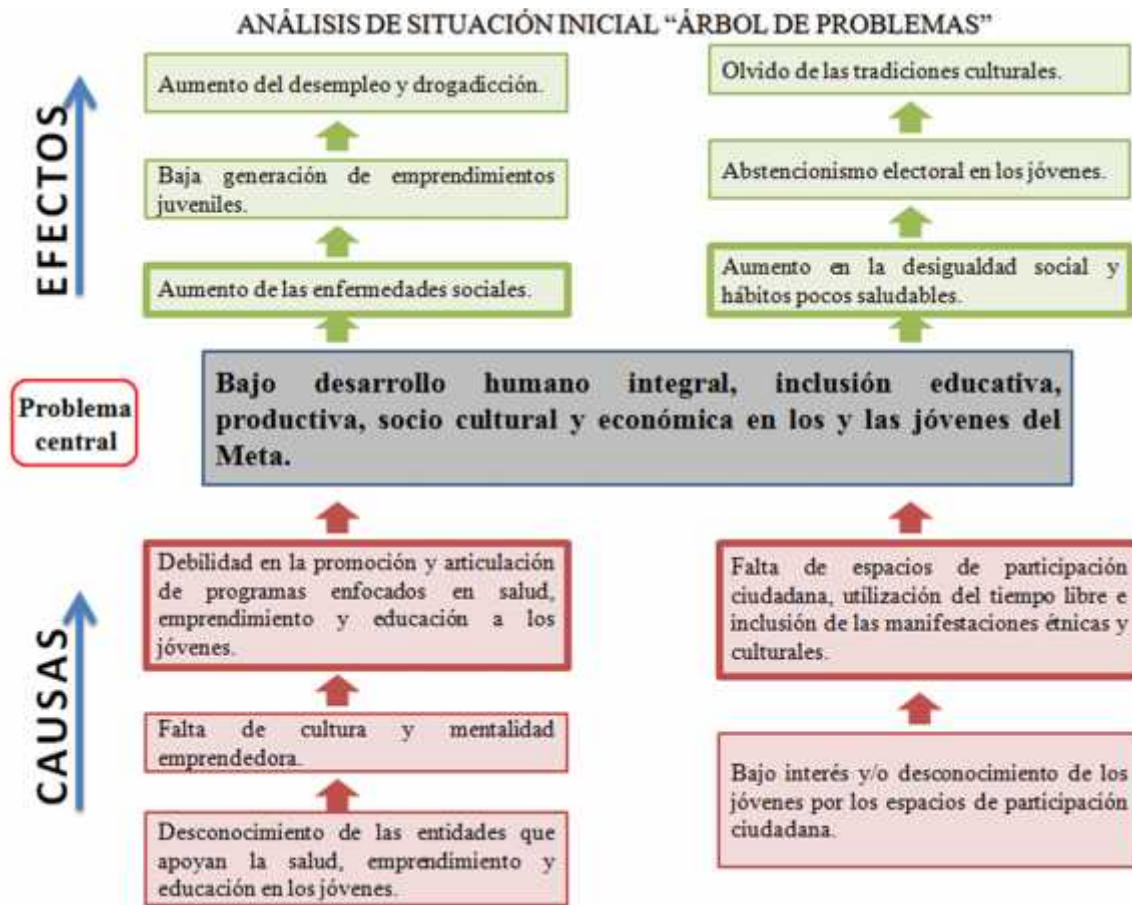 ANÁLISIS DE SITUACIÓN INICIAL “ÁRBOL DE PROBLEMAS”
EFECTOS
Aumento del desempleo y drogadicción.
Baja generación de emprendimientos
juveniles.
Aumento de las enfermedades sociales.
Olvido de las tradiciones culturales.
Abstencionismo electoral en los jóvenes.
Aumento en la desigualdad social y
hábitos pocos saludables.
Problema
central
Bajo desarrollo humano integral, inclusión educativa,
productiva, socio cultural y económica en los y las jóvenes del
Meta.
CAUSAS
Debilidad en la promoción y articulación
de programas enfocados en salud,
emprendimiento y educación a los
jóvenes.
Falta de cultura y mentalidad
emprendedora.
Desconocimiento de las entidades que
apoyan la salud, emprendimiento y
educación en los jóvenes.
Falta de espacios de participación
ciudadana, utilización del tiempo libre e
inclusión de las manifestaciones étnicas y
culturales.
Bajo interés y/o desconocimiento de los
jóvenes por los espacios de participación
ciudadana.